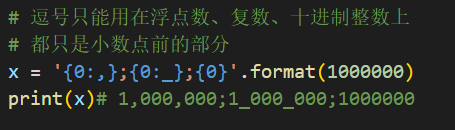 # 逗号只能用在浮点数、复数、十进制整数上
# 都只是小数点前的部分
x = '{0:,};{0:_};{0}'.format(1000000)
print(x)# 1,000,000;1_000_000;1000000